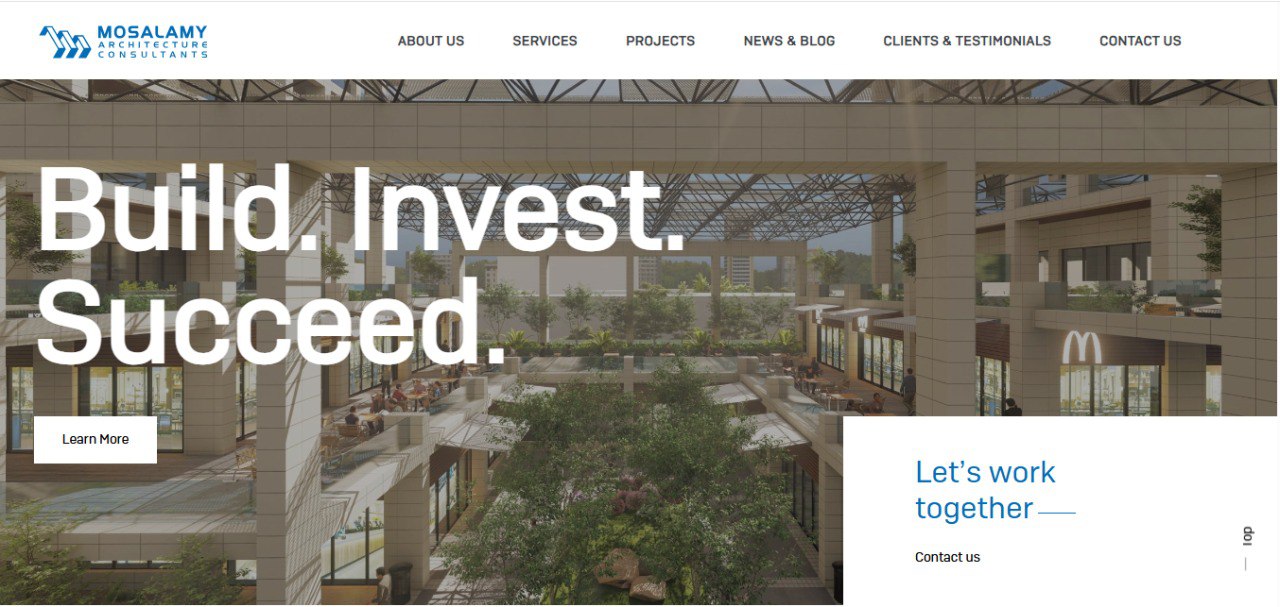 MOSALAMY
ARCHITECTURE
CONSULTANTS
ABOUT US
SERVICES
PROJECTS
NEWS & BLOG
CLIENTS & TESTIMONIALS
CONTACT US
Build. Invest.
Succeed.
Learn More
Let's work
together
Contact us
Top